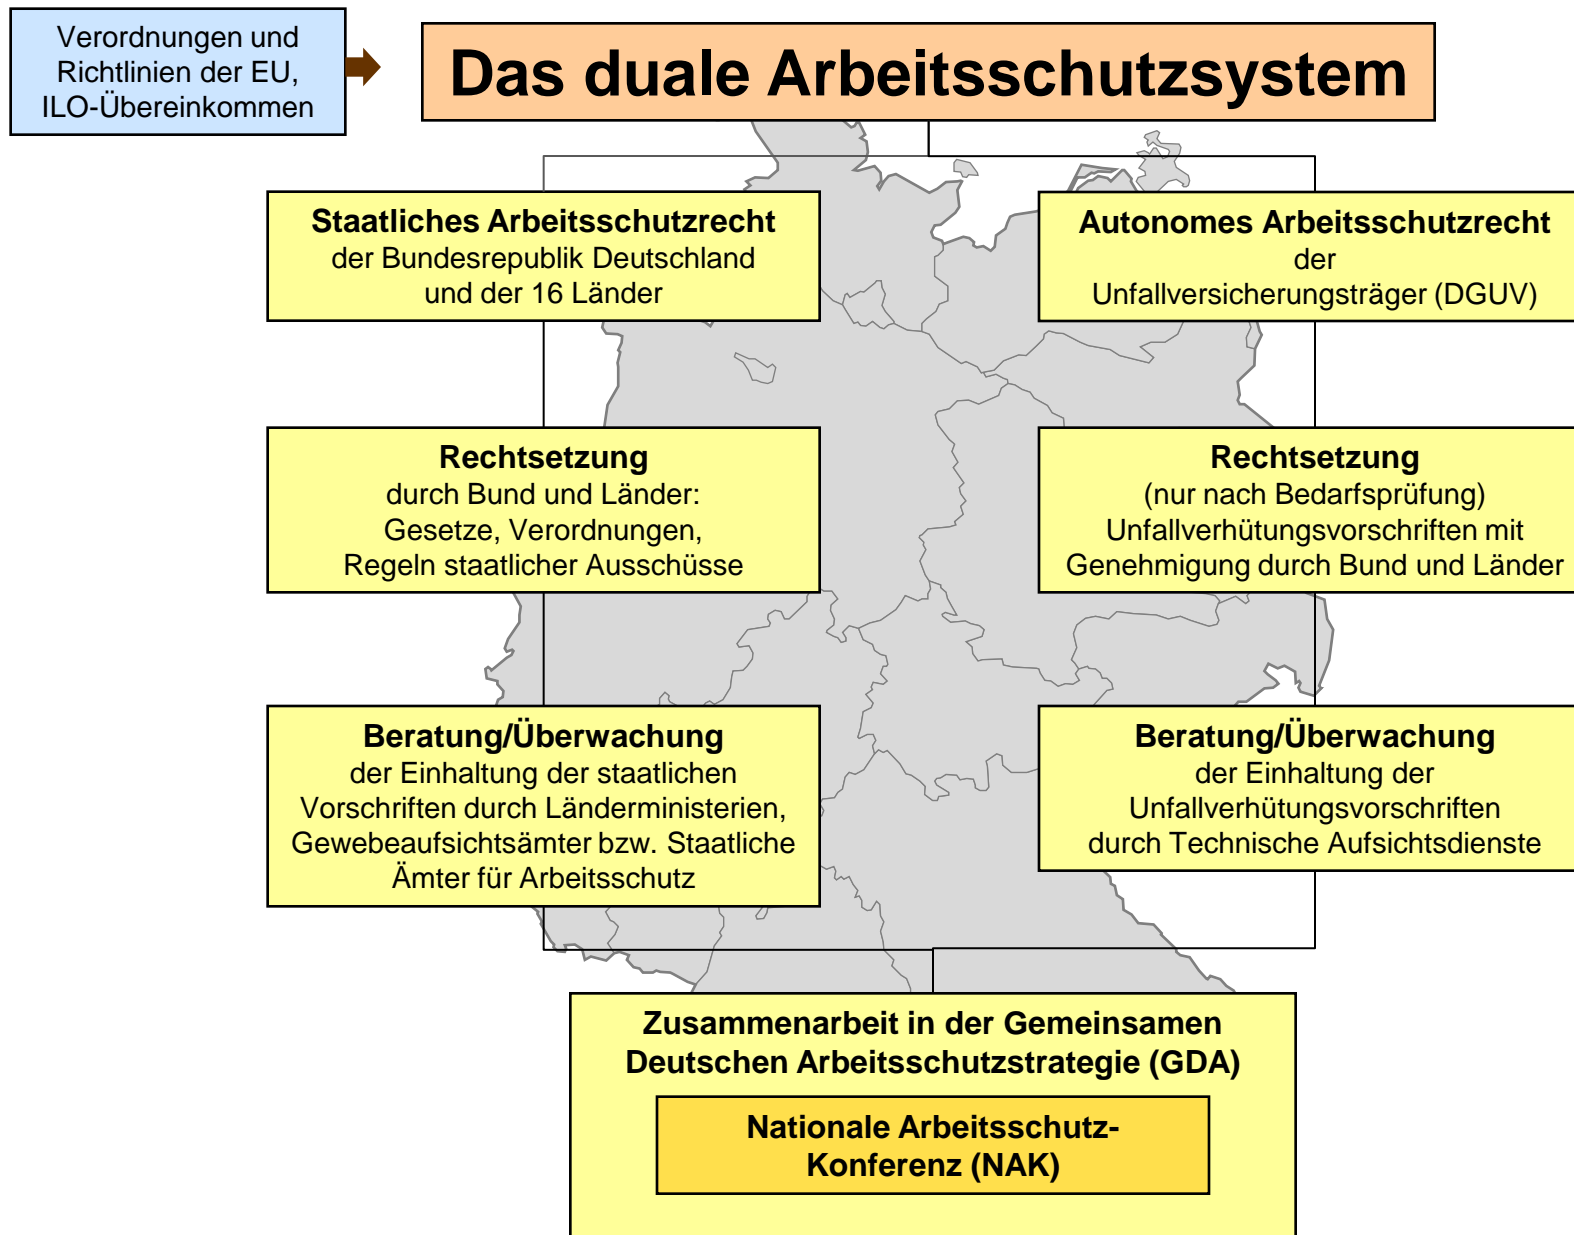 Verordnungen und
Richtlinien der EU,
ILO-Übereinkommen
Das duale Arbeitsschutzsystem
Staatliches Arbeitsschutzrecht
der Bundesrepublik Deutschland
und der 16 Länder
Autonomes Arbeitsschutzrecht
der
Unfallversicherungsträger (DGUV)
Rechtsetzung
durch Bund und Länder:
Gesetze, Verordnungen,
Regeln staatlicher Ausschüsse
Rechtsetzung
(nur nach Bedarfsprüfung)
Unfallverhütungsvorschriften mit
Genehmigung durch Bund und Länder
Beratung/Überwachung
der Einhaltung der staatlichen
Vorschriften durch Länderministerien,
Gewebeaufsichtsämter bzw. Staatliche
Ämter für Arbeitsschutz
Beratung/Überwachung
der Einhaltung der
Unfallverhütungsvorschriften
durch Technische Aufsichtsdienste
Zusammenarbeit in der Gemeinsamen
Deutschen Arbeitsschutzstrategie (GDA)
Nationale Arbeitsschutz-
Konferenz (NAK)